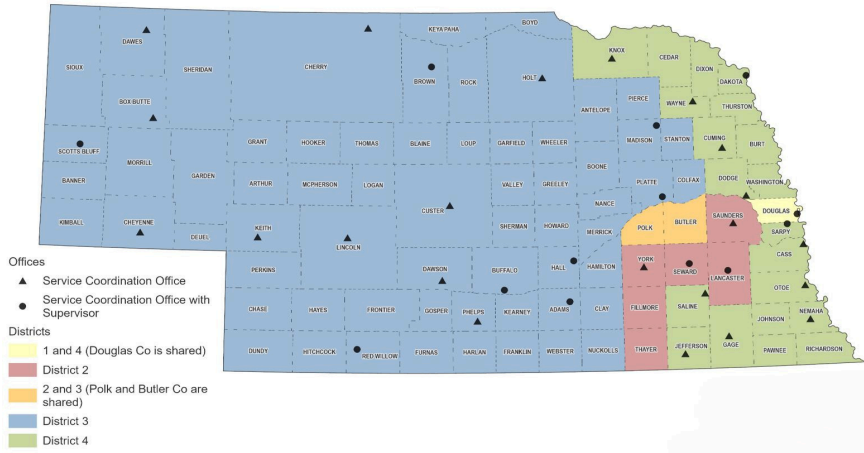 BOYD
KEYA PAHA
KNOX
CEDAR
DAWES
DIXON
SIOUX
SHERIDAN
CHERRY
BROWN
ROCK
HOLT
DAKOTA
BOX BUTTE
ANTELOPE
PIERCE
WAYNE
THURSTON
GRANT
HOOKER
THOMAS
BLAINE
LOUP
GARFIELD
WHEELER
MADISON
STANTON
CUMING
BURT
SCOTTS BLUFF
MORRILL
BANNER
GARDEN
ARTHUR
MCPHERSON
LOGAN
VALLEY
GREELEY
BOONE
PLATTE
COLFAX
DODGE
WASHINGTON
KIMBALL
CHEYENNE
DEUEL
KEITH
LINCOLN
CUSTER
SHERMAN
HOWARD
NANCE
MERRICK
POLK
BUTLER
SAUNDERS
DOUGLAS
SARPY
PERKINS
DAWSON
BUFFALO
HALL
HAMILTON
YORK
SEWARD
LANCASTER
CASS
OTOE
CHASE
HAYES
FRONTIER
GOSPER
PHELPS
KEARNEY
ADAMS
CLAY
FILLMORE
SALINE
JOHNSON
NEMAHA
DUNDY
HITCHCOCK
RED WILLOW
FURNAS
HARLAN
FRANKLIN
WEBSTER
NUCKOLLS
THAYER
JEFFERSON
GAGE
PAWNEE
RICHARDSON
Offices
Service Coordination Office
Service Coordination Office with
Supervisor
Districts
1 and 4 (Douglas Co is shared)
District 2
2 and 3 (Polk and Butler Co are
shared)
District 3
District 4